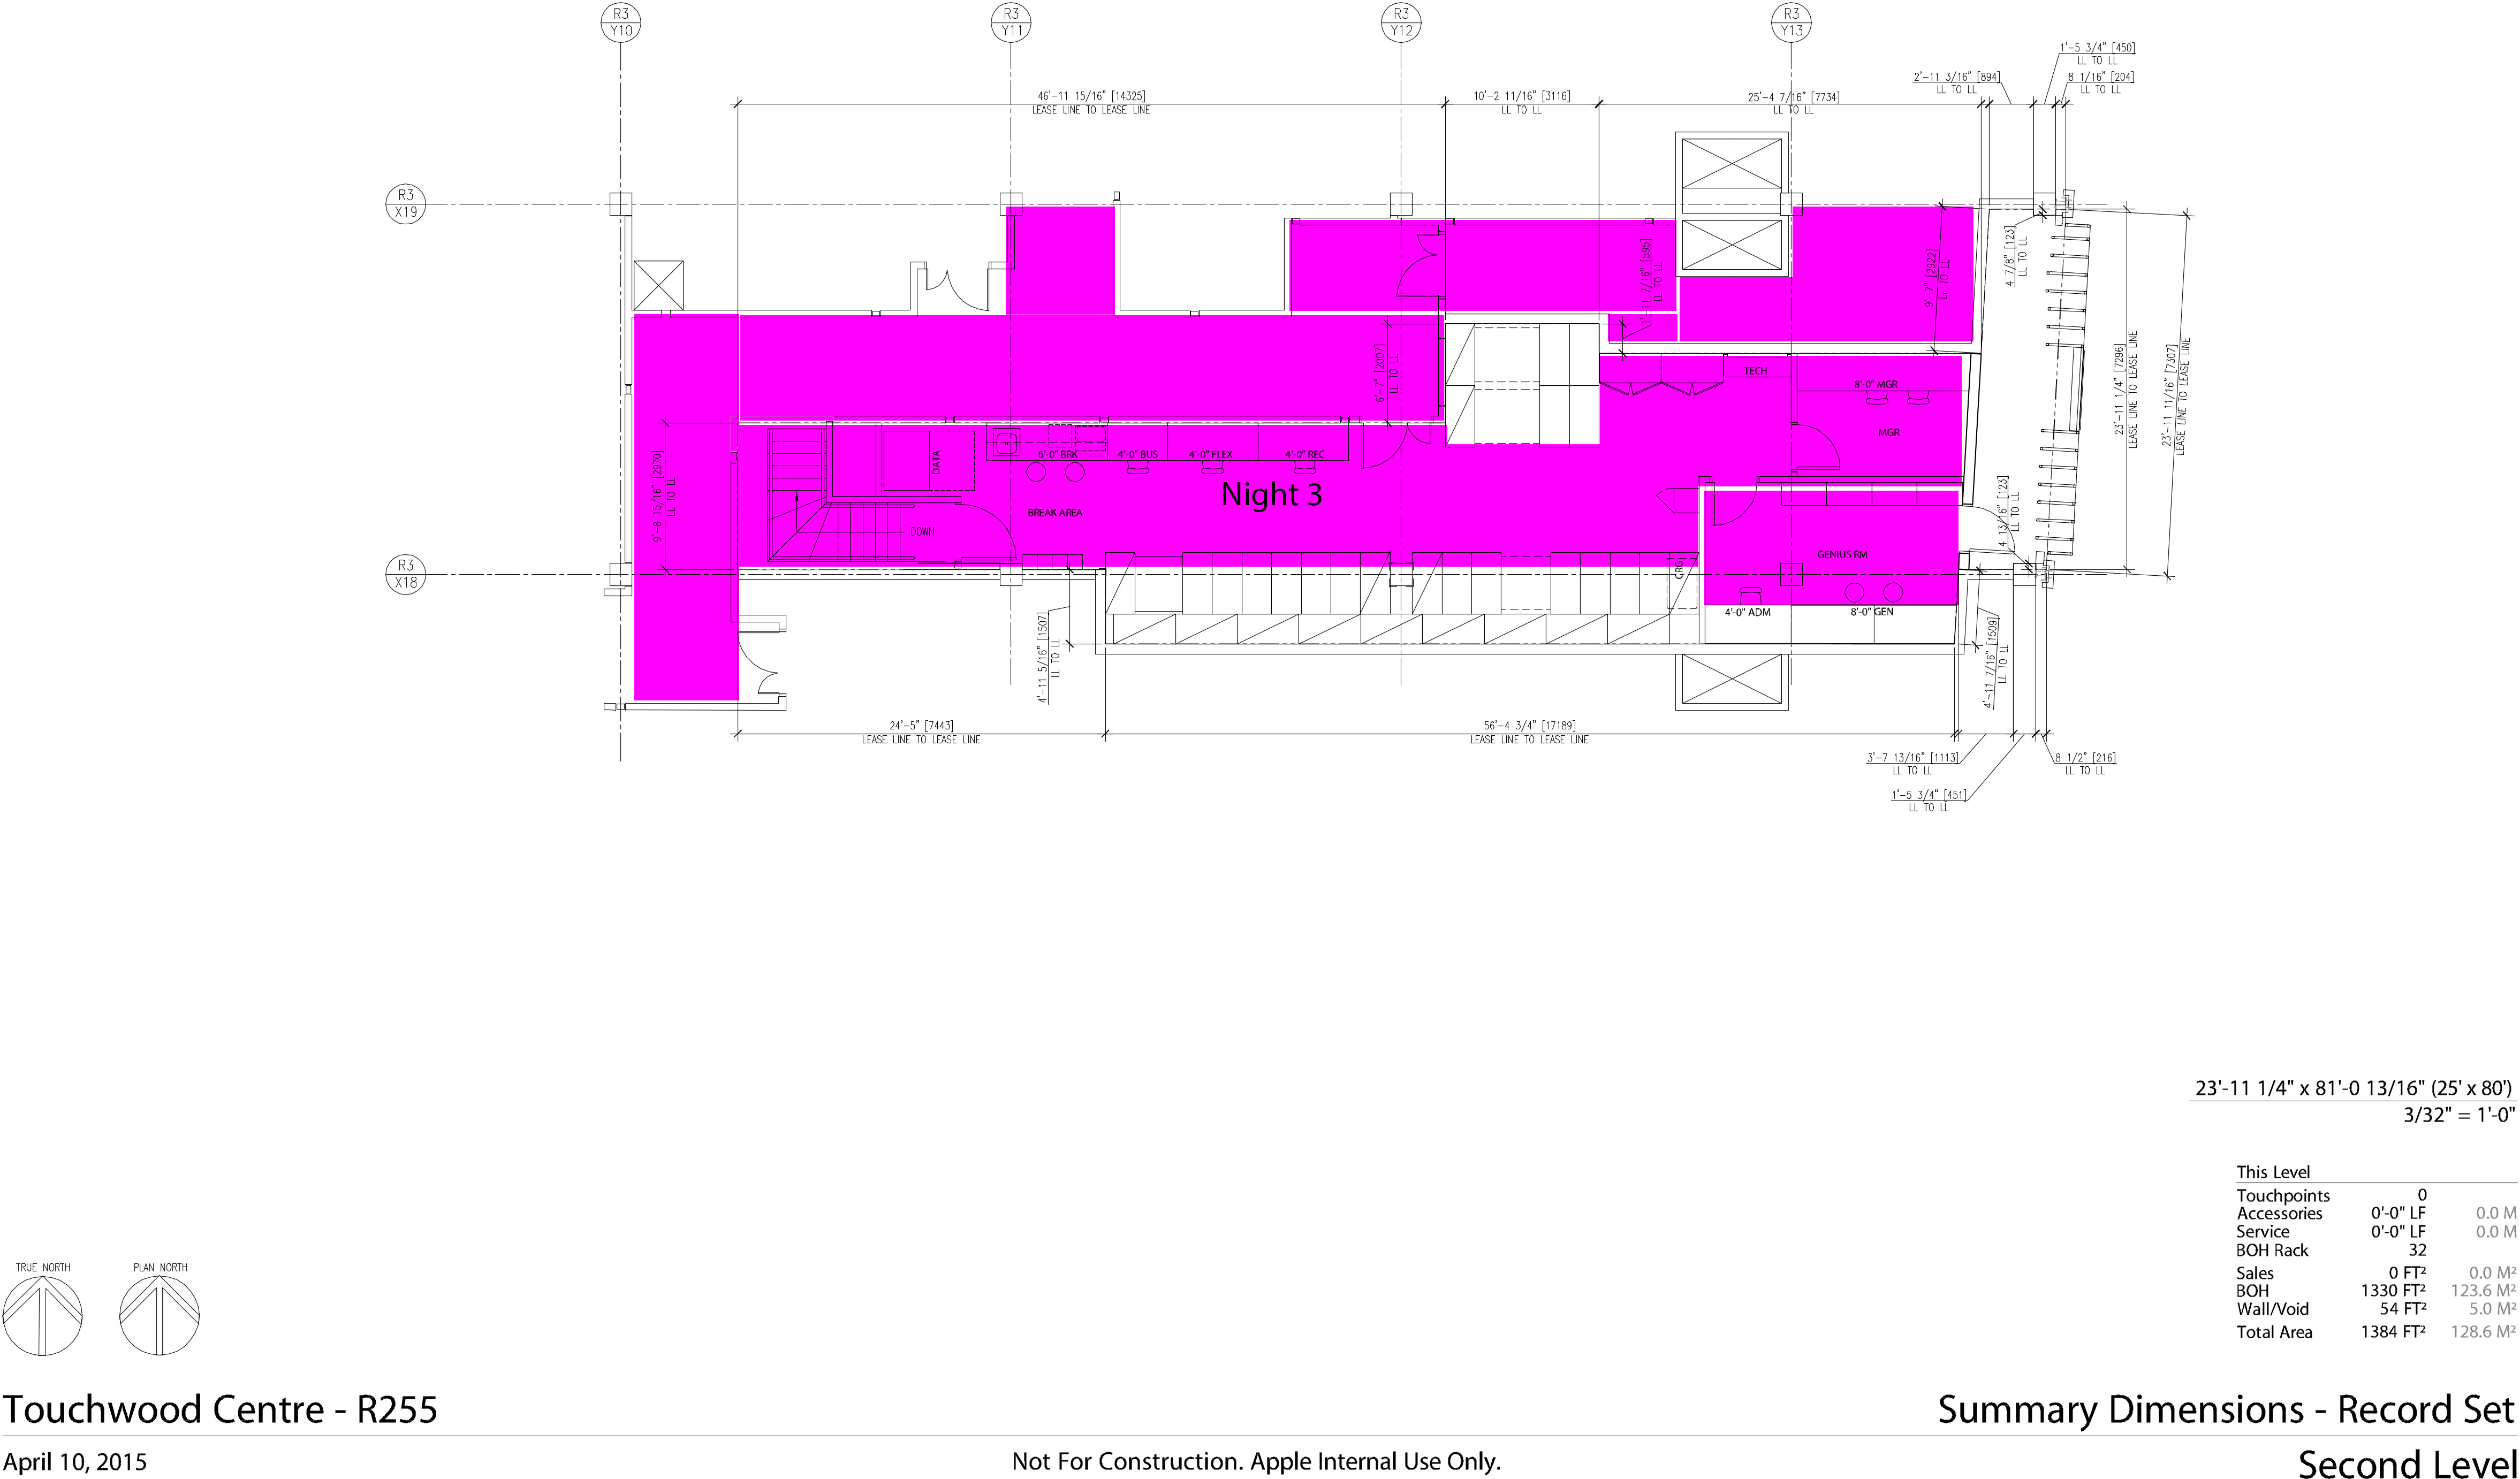 R3
Y10
R3
Y11
R3
Y12
R3
Y13
1'-5 3/4" [450]
LL TO LL
2'-11 3/16" [894]
LL TO LL
8 1/16" [204]
LL TO LL
46'-11 15/16" [14325]
LEASE LINE TO LEASE LINE
10'-2 11/16" [3116]
LL TO LL
25'-4 7/16" [7734]
LL TO LL
R3
X19
1'-11 7/16" [595]
LL TO LL
9'-7" [2922]
LL TO LL
4 7/8" [123]
LL TO LL
6'-7" [2007]
LL TO LL
23'-11 1/4" [7296]
LEASE LINE TO LEASE LINE
23'-11 11/16" [7307]
LEASE LINE TO LEASE LINE
TECH
8'-0" MGR
MGR
9'-8 15/16" [2970]
LL TO LL
DATA
6'-0" BRK
4'-0" BUS
4'-0" FLEX
4'-0" REC
Night 3
BREAK AREA
DOWN
4 13/16" [123]
LL TO LL
GENIUS RM
R3
X18
CRG
4'-0" ADM
8'-0" GEN
4'-11 5/16" [1507]
LL TO LL
4'-11 7/16" [1509]
LL TO LL
24'-5" [7443]
LEASE LINE TO LEASE LINE
56'-4 3/4" [17189]
LEASE LINE TO LEASE LINE
3'-7 13/16" [1113]
LL TO LL
8 1/2" [216]
LL TO LL
1'-5 3/4" [451]
LL TO LL
23'-11 1/4" x 81'-0 13/16" (25' x 80')
3/32" = 1'-0"
This Level
Touchpoints 0
Accessories 0'-0" LF 0.0 M
Service 0'-0" LF 0.0 M
BOH Rack 32
Sales 0 FT² 0.0 M²
BOH 1330 FT² 123.6 M²
Wall/Void 54 FT² 5.0 M²
Total Area 1384 FT² 128.6 M²
TRUE NORTH
PLAN NORTH
Touchwood Centre - R255
Summary Dimensions - Record Set
April 10, 2015
Not For Construction. Apple Internal Use Only.
Second Level